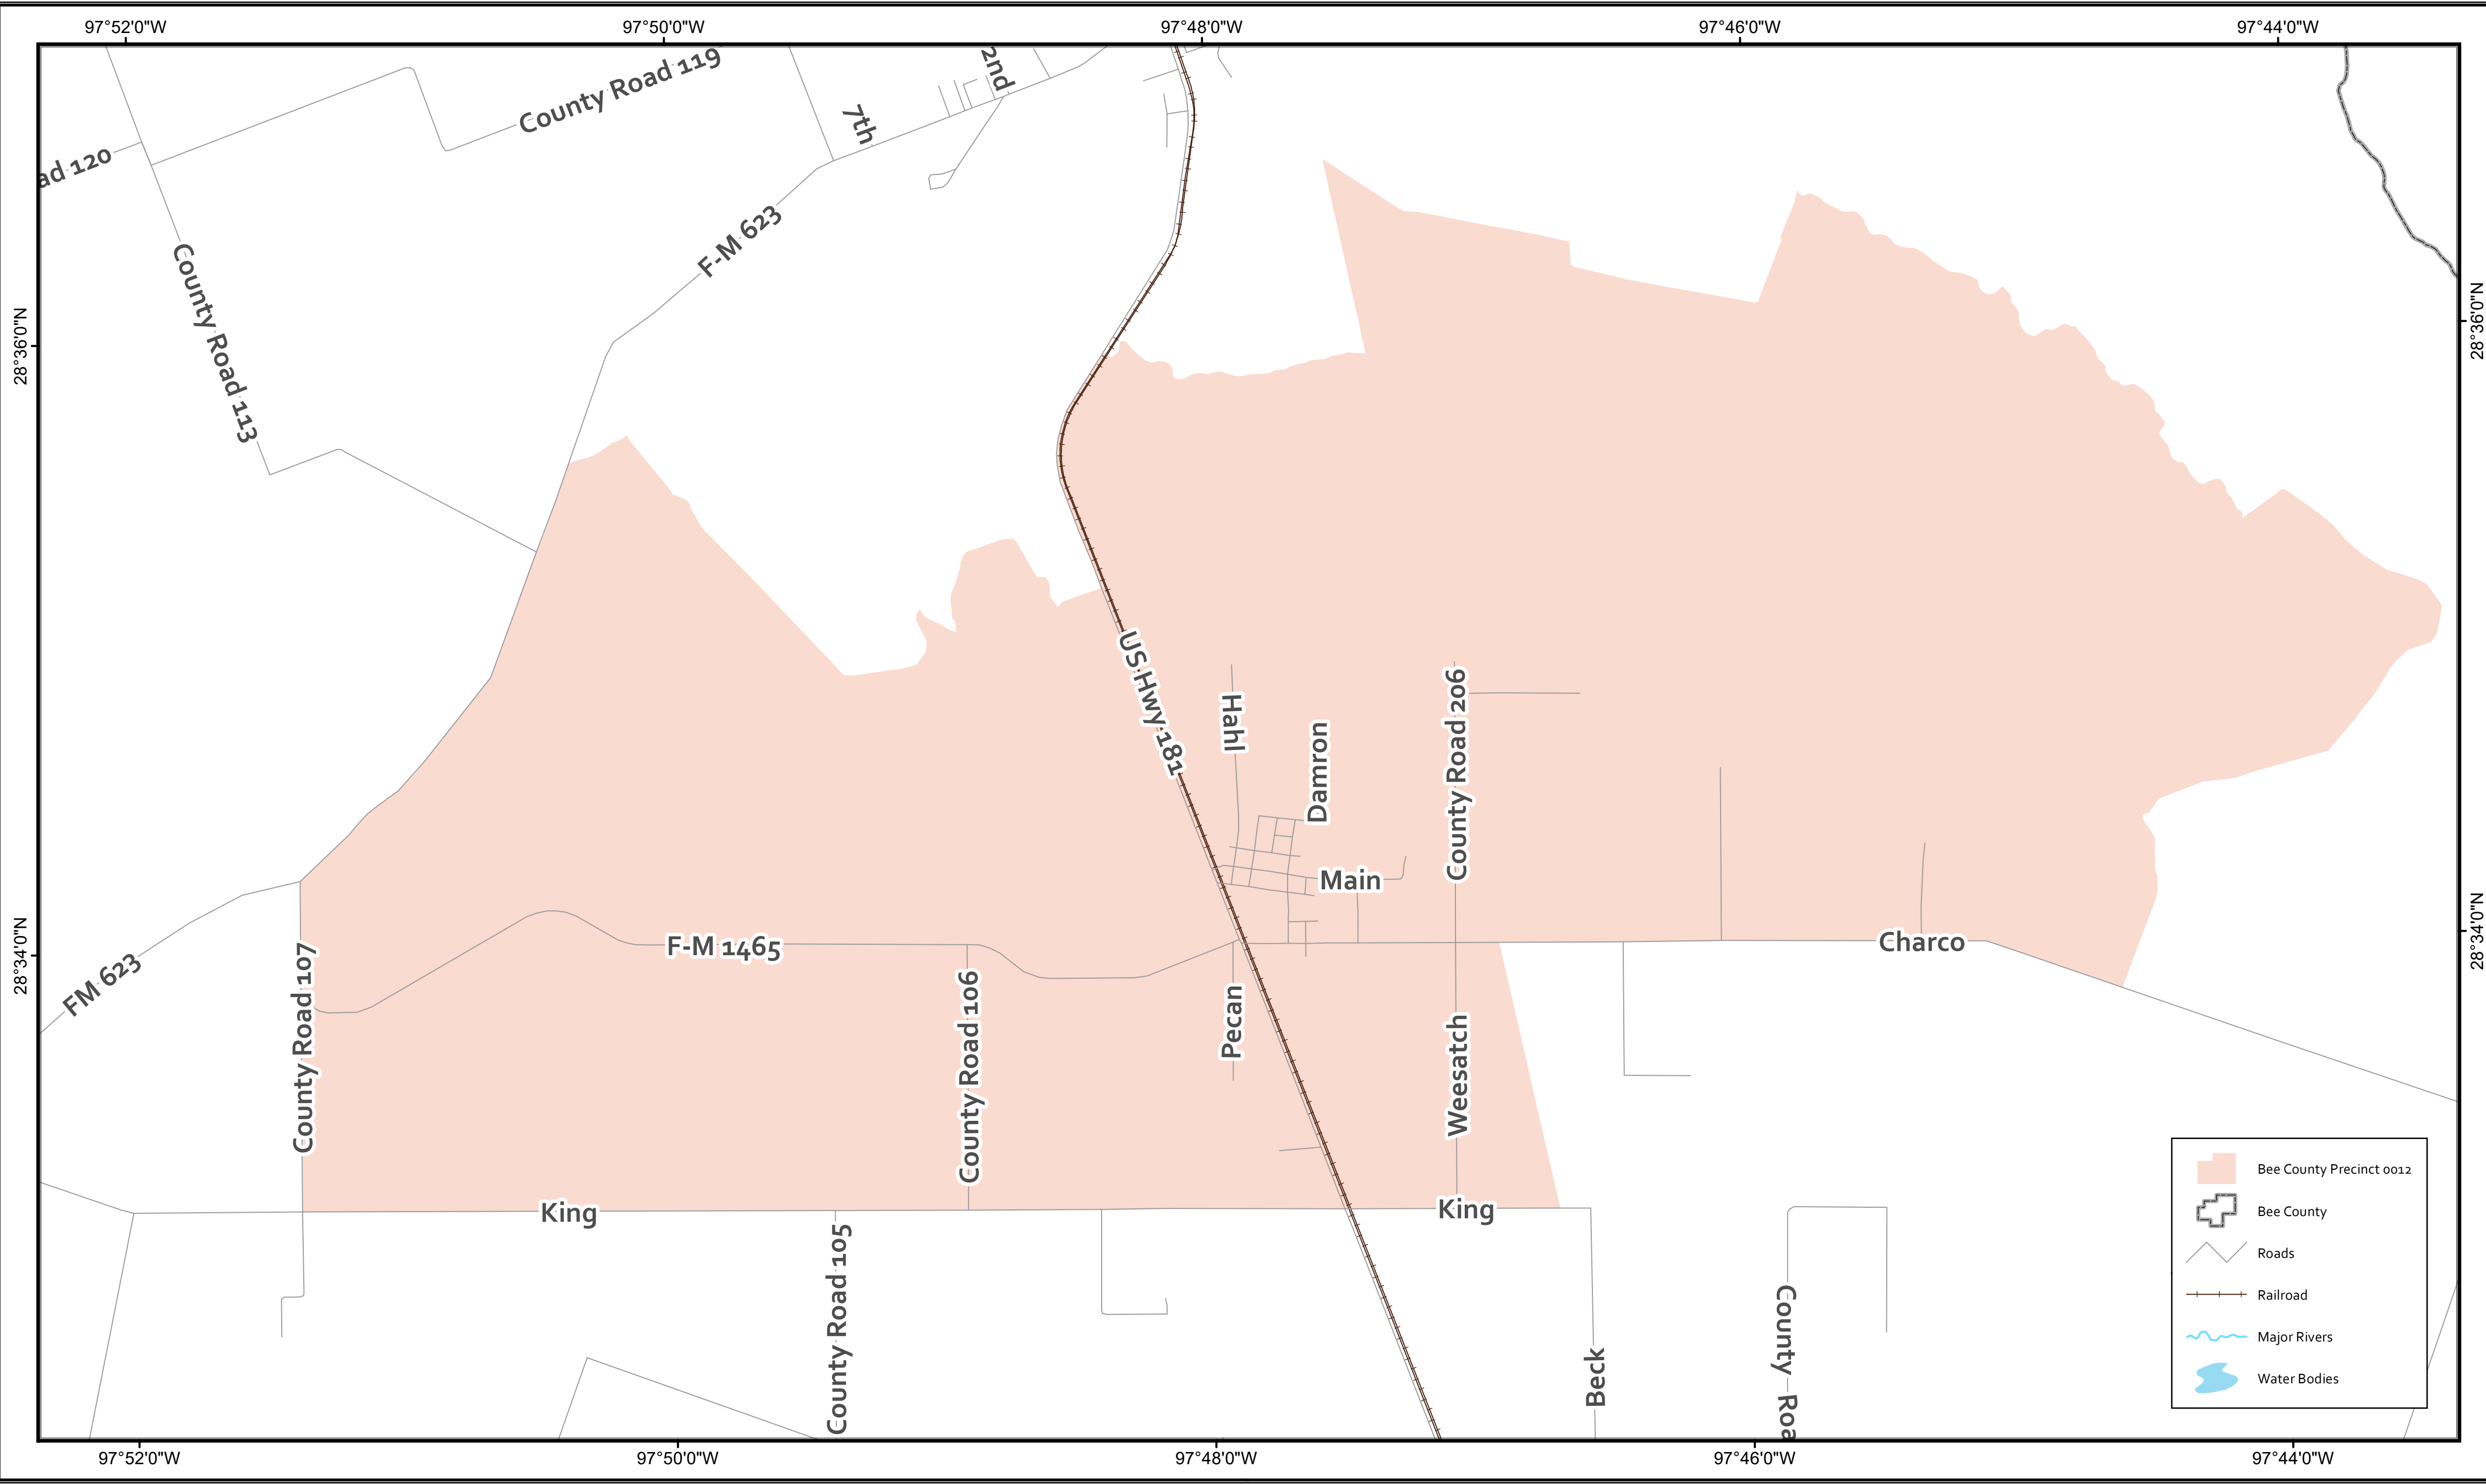 97°52'0"W 97°50'0"W 97°48'0"W 97°46'0"W 97°44'0"W
County Road 119
2nd
7th
ad 120
F-M 623
County Road 113
28°36'0"N
28°36'0"N
US Hwy 181
Hahl
Damron
County Road 206
Main
28°34'0"N
28°34'0"N
F-M 1465
Charco
FM 623
County Road 107
County Road 106
Pecan
Weesatch
King
King
County Road 105
Beck
County Roa
Bee County Precinct 0012
Bee County
Roads
Railroad
Major Rivers
Water Bodies
97°52'0"W 97°50'0"W 97°48'0"W 97°46'0"W 97°44'0"W